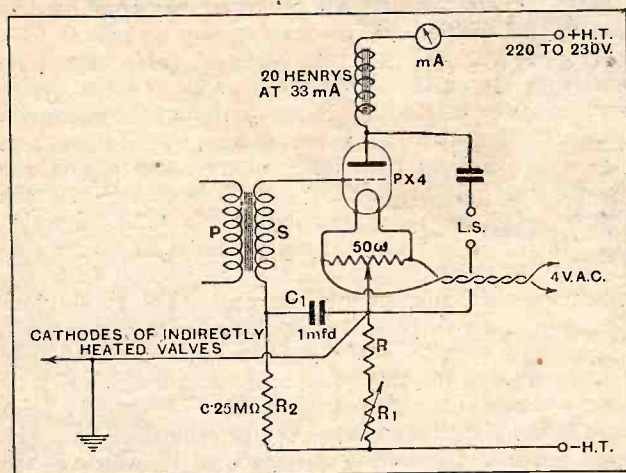 +H.T.
220 TO 230V.
mA
20 HENRYS
AT 33 mA
PX4
P
S
50ω
L.S.
4V.A.C.
C1
1mfd
CATHODES OF INDIRECTLY
HEATED VALVES
R
0·25MΩ
R2
R1
-H.T.